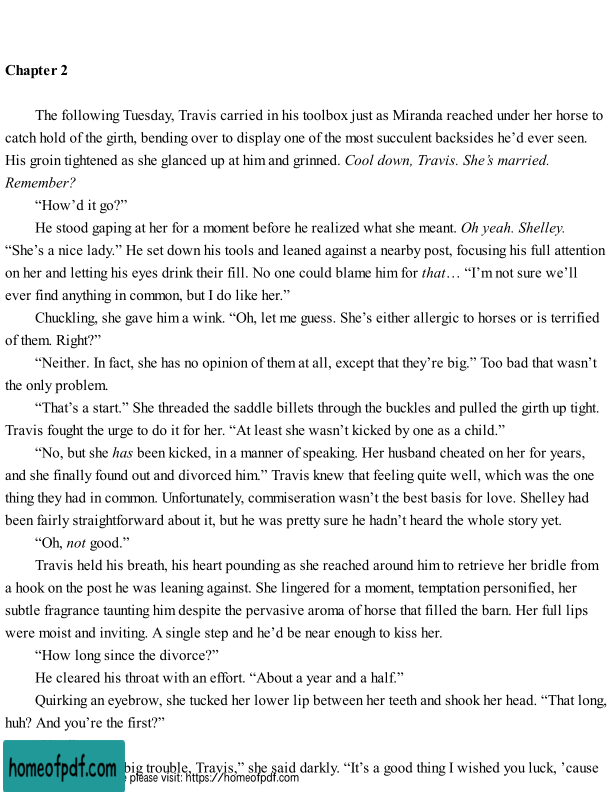 Chapter 2
The following Tuesday, Travis carried in his toolbox just as Miranda reached under her horse to
catch hold of the girth, bending over to display one of the most succulent backsides he’d ever seen.
His groin tightened as she glanced up at him and grinned. Cool down, Travis. She’s married.
Remember?
“How’d it go?”
He stood gaping at her for a moment before he realized what she meant. Oh yeah. Shelley.
“She’s a nice lady.” He set down his tools and leaned against a nearby post, focusing his full attention
on her and letting his eyes drink their fill. No one could blame him for that… “I’m not sure we’ll
ever find anything in common, but I do like her.”
Chuckling, she gave him a wink. “Oh, let me guess. She’s either allergic to horses or is terrified
of them. Right?”
“Neither. In fact, she has no opinion of them at all, except that they’re big.” Too bad that wasn’t
the only problem.
“That’s a start.” She threaded the saddle billets through the buckles and pulled the girth up tight.
Travis fought the urge to do it for her. “At least she wasn’t kicked by one as a child.”
“No, but she has been kicked, in a manner of speaking. Her husband cheated on her for years,
and she finally found out and divorced him.” Travis knew that feeling quite well, which was the one
thing they had in common. Unfortunately, commiseration wasn’t the best basis for love. Shelley had
been fairly straightforward about it, but he was pretty sure he hadn’t heard the whole story yet.
“Oh, not good.”
Travis held his breath, his heart pounding as she reached around him to retrieve her bridle from
a hook on the post he was leaning against. She lingered for a moment, temptation personified, her
subtle fragrance taunting him despite the pervasive aroma of horse that filled the barn. Her full lips
were moist and inviting. A single step and he’d be near enough to kiss her.
“How long since the divorce?”
He cleared his throat with an effort. “About a year and a half.”
Quirking an eyebrow, she tucked her lower lip between her teeth and shook her head. “That long,
huh? And you’re the first?”
big trouble, Travis,” she said darkly. “It’s a good thing I wished you luck, ’cause
homeofpdf.com
please visit: https://homeofpdf.com